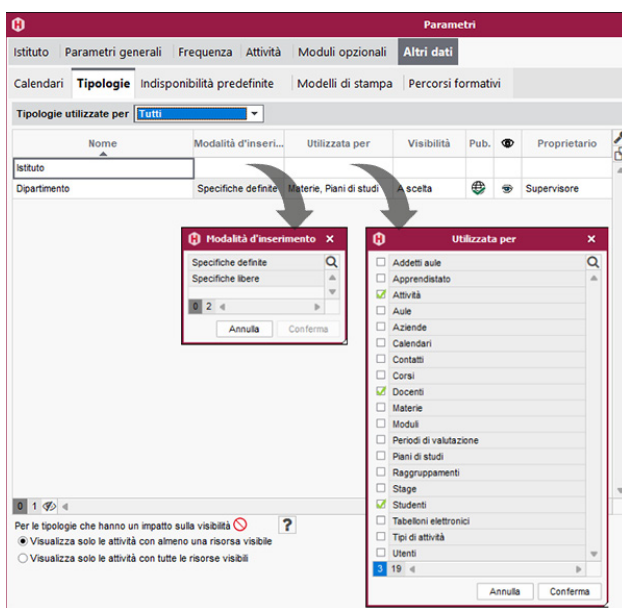 Parametri
Istituto Parametri generali Frequenza Attività Moduli opzionali Altri dati
Calendari Tipologie Indisponibilità predefinite Modelli di stampa Percorsi formativi
Tipologie utilizzate per Tutti
Nome Modalità d'inseri... Utilizzata per Visibilità Pub. Proprietario
Istituto
Dipartimento Specifiche definite Materie, Piani di studi A scelta Supervisore
Modalità d'inserimento
Specifiche definite
Specifiche libere
0 2
Annulla Conferma
Utilizzata per
Addetti aule
Apprendistato
Attività
Aule
Aziende
Calendari
Contatti
Corsi
Docenti
Materie
Moduli
Periodi di valutazione
Piani di studi
Raggruppamenti
Stage
Studenti
Tabelloni elettronici
Tipi di attività
Utenti
3 19
Annulla Conferma
0 1
Per le tipologie che hanno un impatto sulla visibilità ?
Visualizza solo le attività con almeno una risorsa visibile
Visualizza solo le attività con tutte le risorse visibili